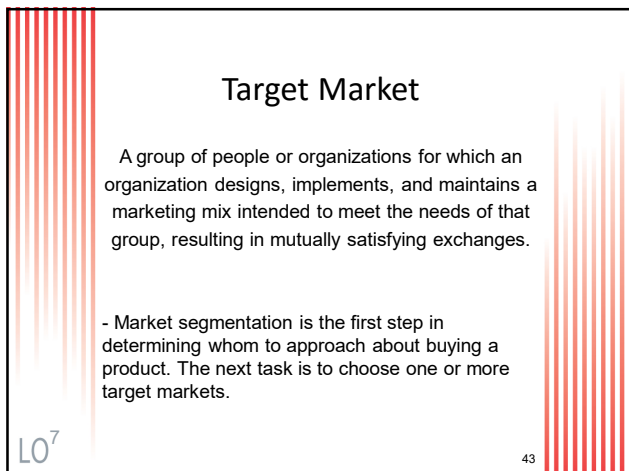 Target Market
A group of people or organizations for which an
organization designs, implements, and maintains a
marketing mix intended to meet the needs of that
group, resulting in mutually satisfying exchanges.
- Market segmentation is the first step in
determining whom to approach about buying a
product. The next task is to choose one or more
target markets.
LO⁷
43